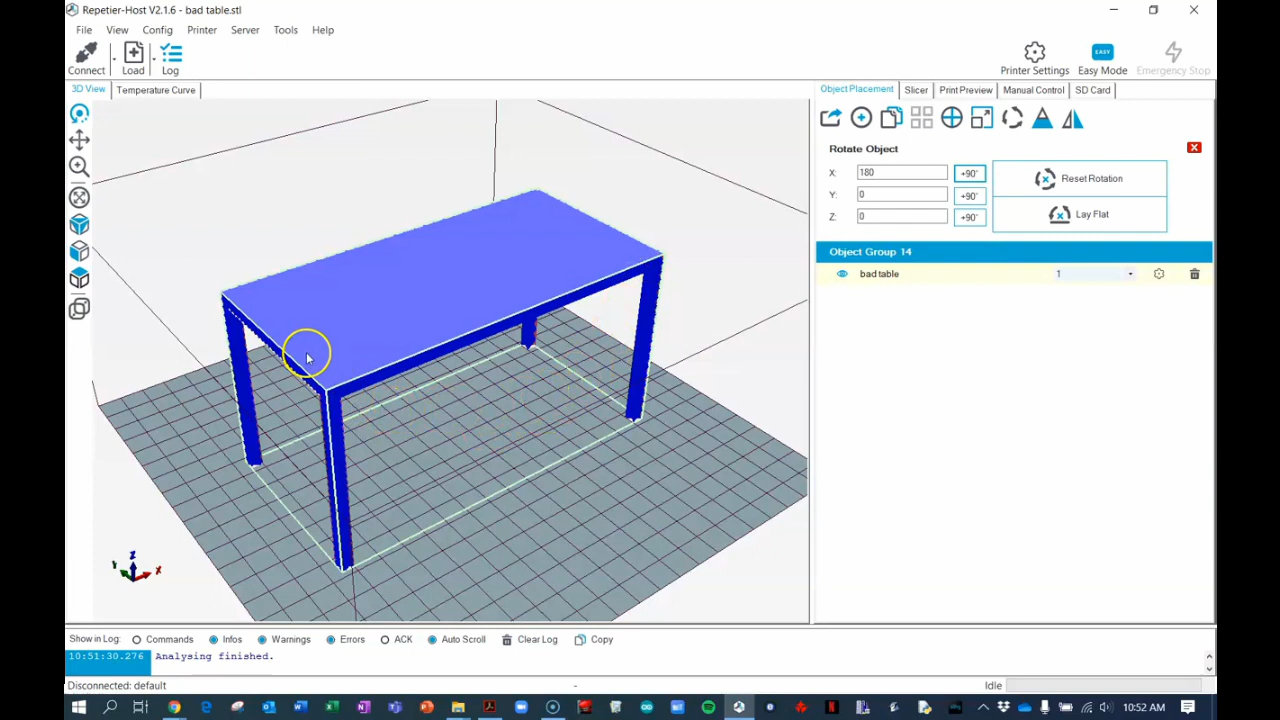 Repetier-Host V2.1.6 - bad table.stl
File View Config Printer Server Tools Help
Connect Load Log Printer Settings Easy Mode Emergency Stop
EASY
3D View Temperature Curve
Object Placement Slicer Print Preview Manual Control SD Card
Rotate Object
X: 180 +90° Reset Rotation
Y: 0 +90°
Z: 0 +90° Lay Flat
Object Group 14
bad table 1
Z
Y X
Show in Log: Commands Infos Warnings Errors ACK Auto Scroll Clear Log Copy
10:51:30.276 Analysing finished.
Disconnected: default - Idle
10:52 AM